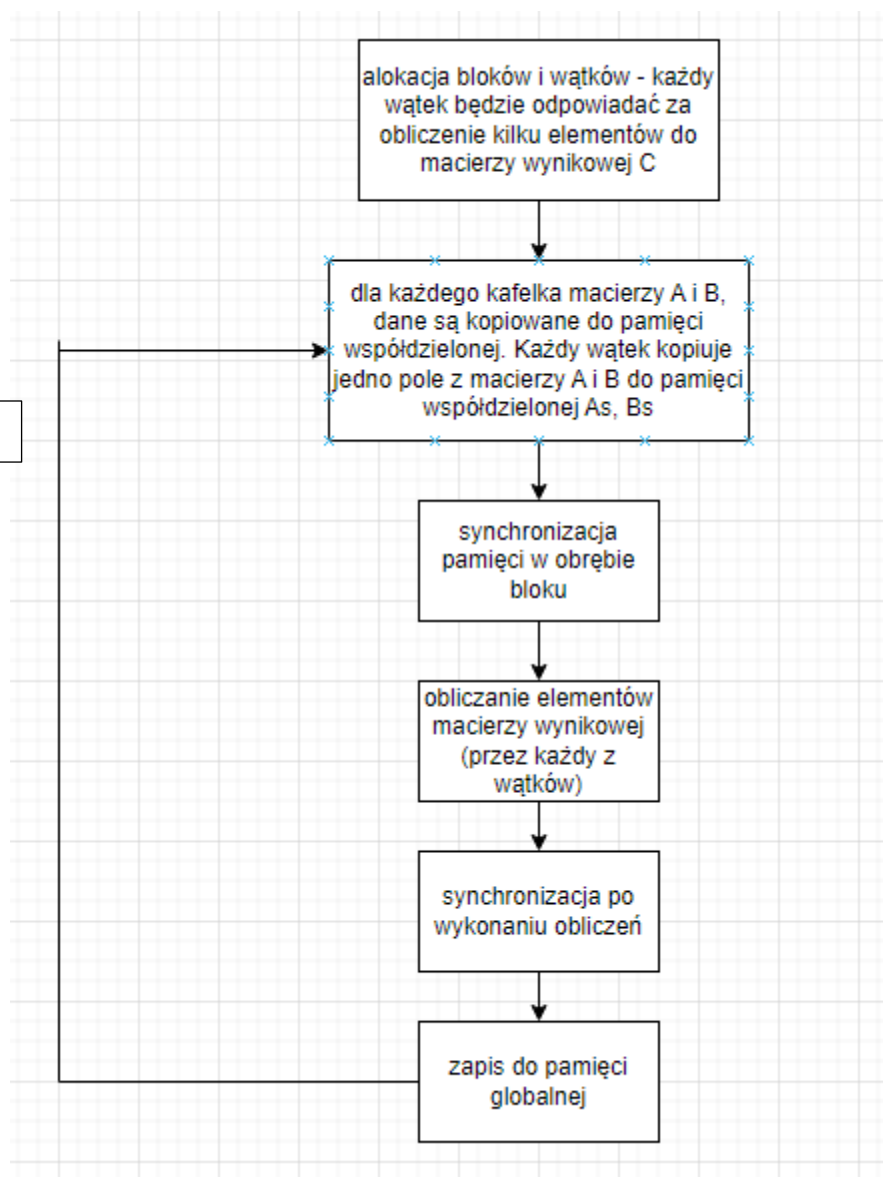 alokacja bloków i wątków - każdy
wątek będzie odpowiadać za
obliczenie kilku elementów do
macierzy wynikowej C
dla każdego kafelka macierzy A i B,
dane są kopiowane do pamięci
współdzielonej. Każdy wątek kopiuje
jedno pole z macierzy A i B do pamięci
współdzielonej As, Bs
synchronizacja
pamięci w obrębie
bloku
obliczanie elementów
macierzy wynikowej
(przez każdy z
wątków)
synchronizacja po
wykonaniu obliczeń
zapis do pamięci
globalnej